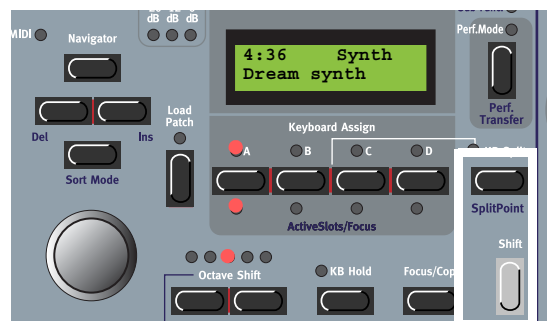 dB dB dB
MIDI
Navigator
Perf.Mode
4:36 Synth
Dream synth
Load
Patch
Perf.
Transfer
Del
Ins
Keyboard Assign
A
B
C
D
Sort Mode
SplitPoint
ActiveSlots/Focus
Shift
Octave Shift
KB Hold
Focus/Cop